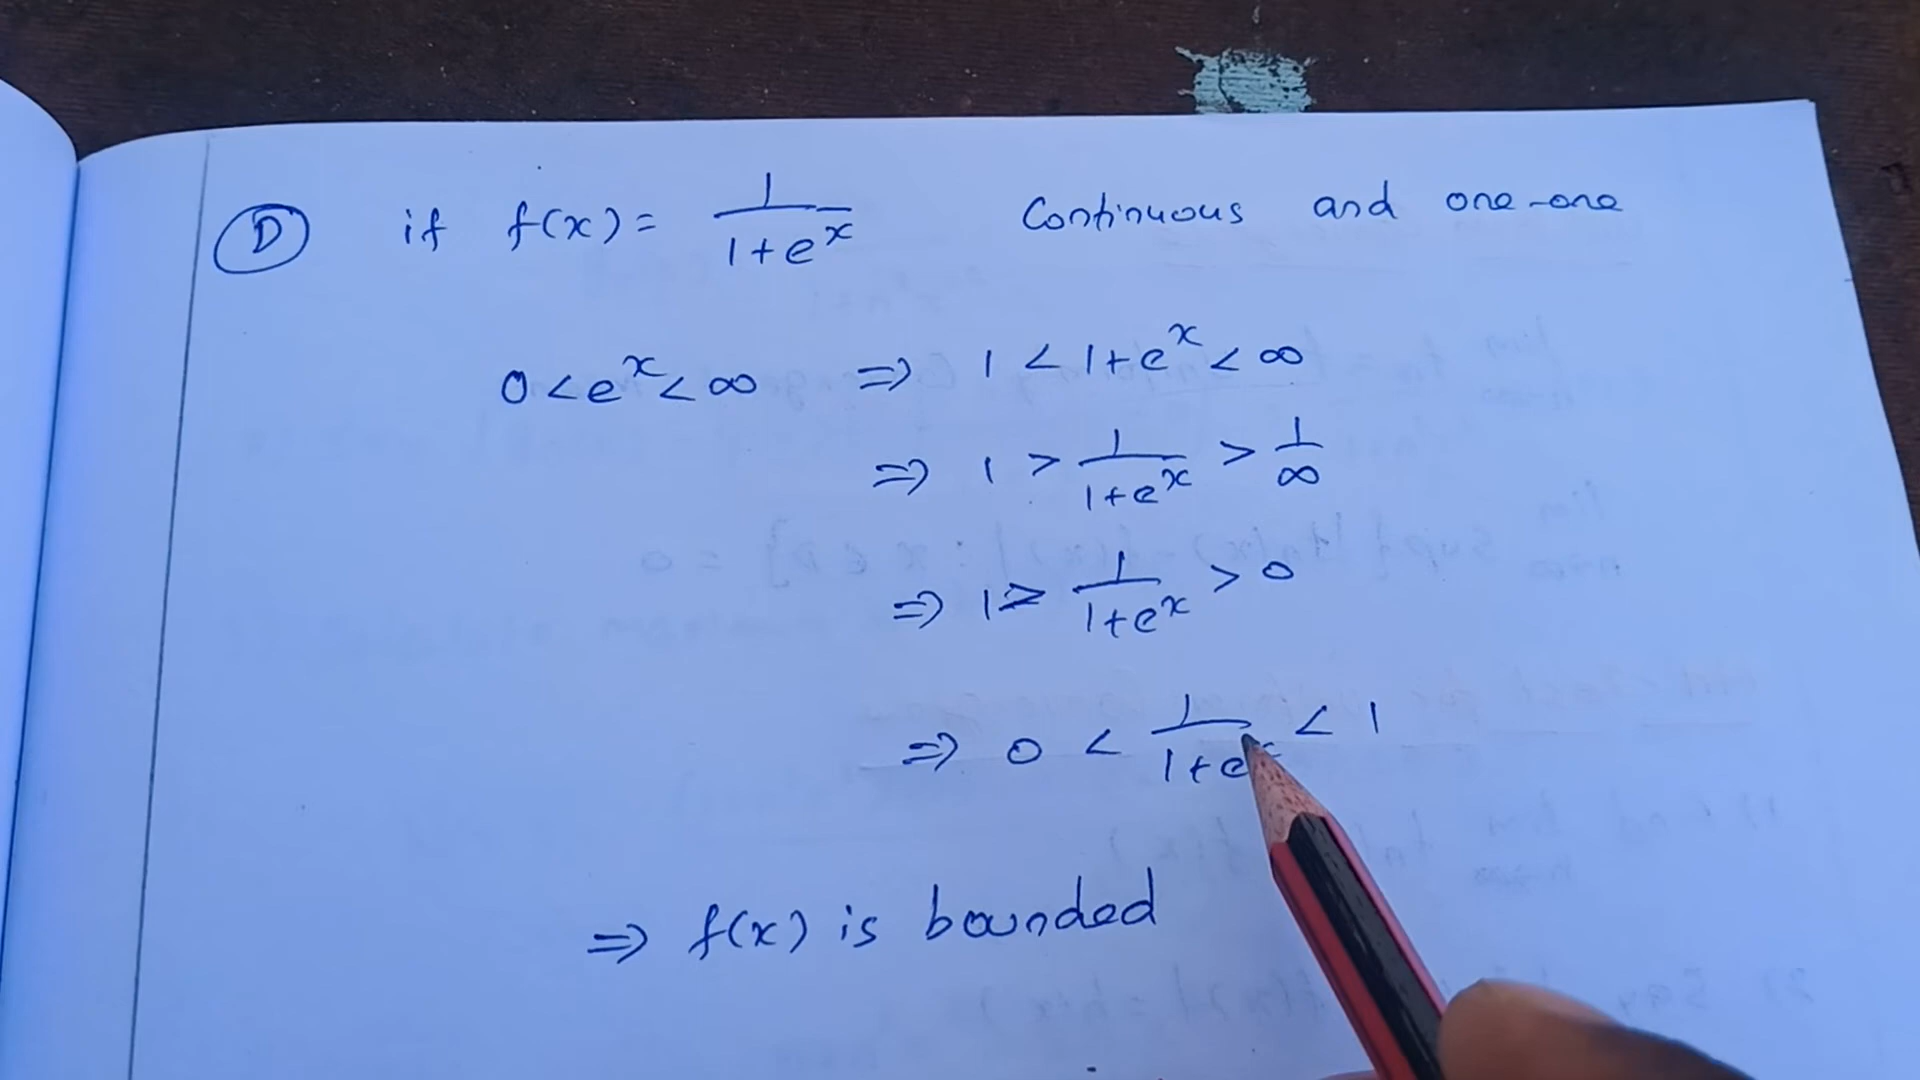 D if f(x) = 1/(1+e^x) Continuous and one-one
0 < e^x < ∞ ⇒ 1 < 1+e^x < ∞
⇒ 1 > 1/(1+e^x) > 1/∞
⇒ 1 > 1/(1+e^x) > 0
⇒ 0 < 1/(1+e^x) < 1
⇒ f(x) is bounded